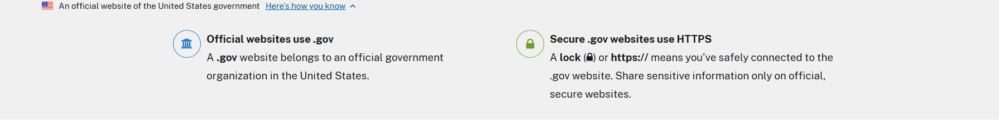 An official website of the United States government Here’s how you know
Official websites use .gov
A .gov website belongs to an official government
organization in the United States.
Secure .gov websites use HTTPS
A lock () or https:// means you’ve safely connected to the
.gov website. Share sensitive information only on official,
secure websites.